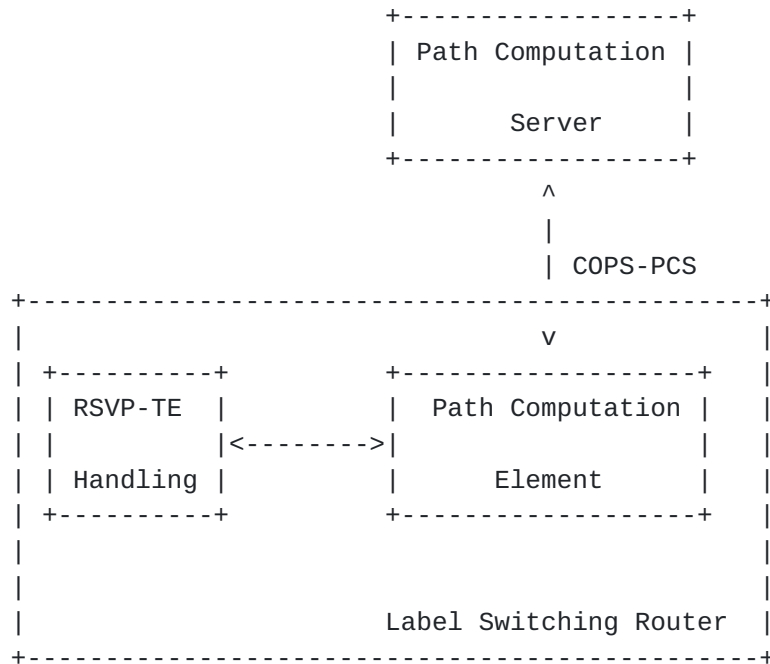 Path Computation
Server
COPS-PCS
RSVP-TE
Path Computation
Handling
Element
Label Switching Router